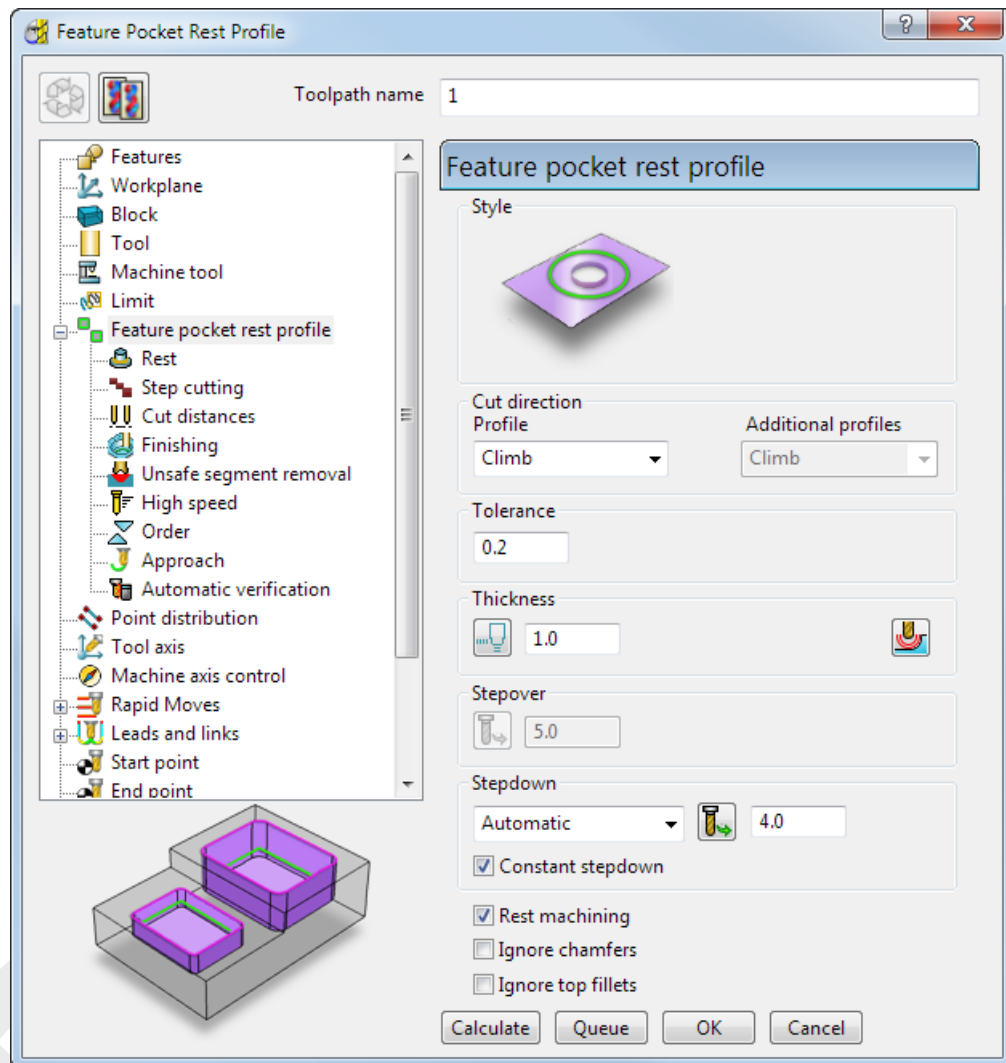 Feature Pocket Rest Profile
?
Toolpath name 1
Features
Workplane
Block
Tool
Machine tool
Limit
Feature pocket rest profile
Rest
Step cutting
Cut distances
Finishing
Unsafe segment removal
High speed
Order
Approach
Automatic verification
Point distribution
Tool axis
Machine axis control
Rapid Moves
Leads and links
Start point
End point
Feature pocket rest profile
Style
Cut direction
Profile Additional profiles
Climb Climb
Tolerance
0.2
Thickness
1.0
Stepover
5.0
Stepdown
Automatic 4.0
Constant stepdown
Rest machining
Ignore chamfers
Ignore top fillets
Calculate Queue OK Cancel